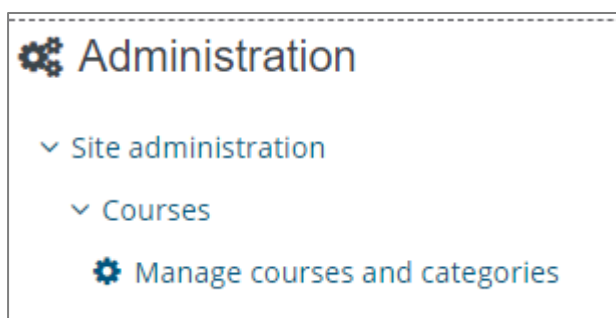 Administration
Site administration
Courses
Manage courses and categories